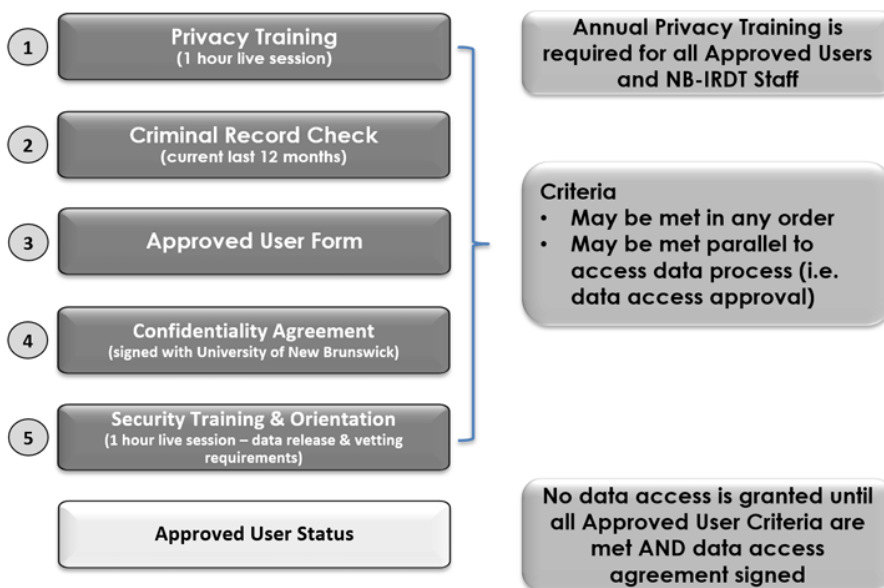 1
Privacy Training
(1 hour live session)
2
Criminal Record Check
(current last 12 months)
3
Approved User Form
4
Confidentiality Agreement
(signed with University of New Brunswick)
5
Security Training & Orientation
(1 hour live session – data release & vetting
requirements)
Approved User Status
Annual Privacy Training is
required for all Approved Users
and NB-IRDT Staff
Criteria
• May be met in any order
• May be met parallel to
access data process (i.e.
data access approval)
No data access is granted until
all Approved User Criteria are
met AND data access
agreement signed